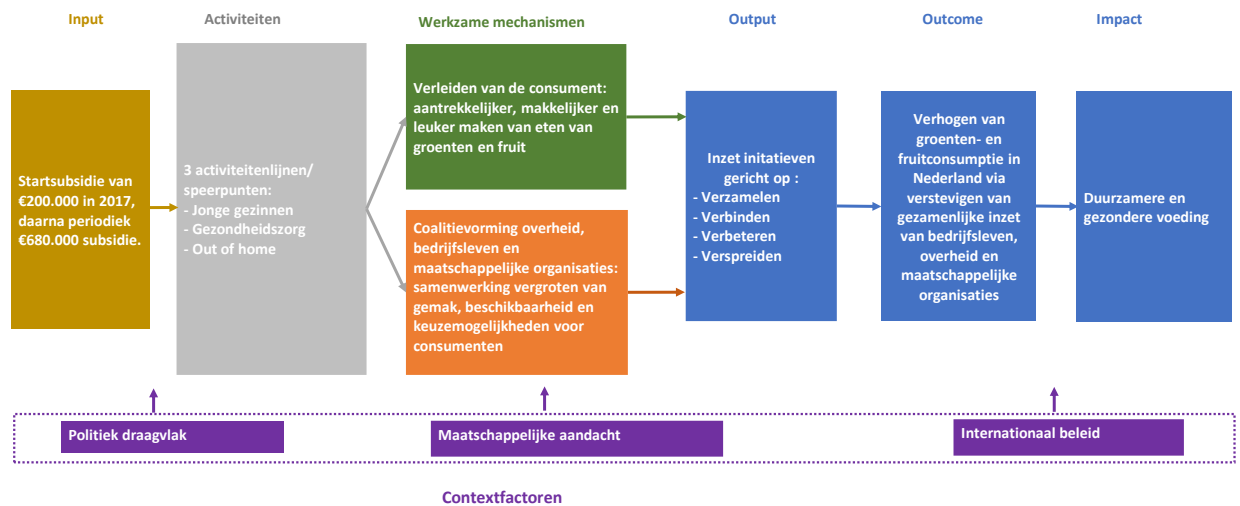 Input
Activiteiten
Werkzame mechanismen
Output
Outcome
Impact
Startsubsidie van
€200.000 in 2017,
daarna periodiek
€680.000 subsidie.
3 activiteitenlijnen/
speerpunten:
- Jonge gezinnen
- Gezondheidszorg
- Out of home
Verleiden van de consument:
aantrekkelijker, makkelijker en
leuker maken van eten van
groenten en fruit
Coalitievorming overheid,
bedrijfsleven en
maatschappelijke organisaties:
samenwerking vergroten van
gemak, beschikbaarheid en
keuzemogelijkheden voor
consumenten
Inzet initatieven
gericht op :
- Verzamelen
- Verbinden
- Verbeteren
- Verspreiden
Verhogen van
groenten- en
fruitconsumptie in
Nederland via
verstevigen van
gezamenlijke inzet
van bedrijfsleven,
overheid en
maatschappelijke
organisaties
Duurzamere en
gezondere voeding
Politiek draagvlak
Maatschappelijke aandacht
Internationaal beleid
Contextfactoren